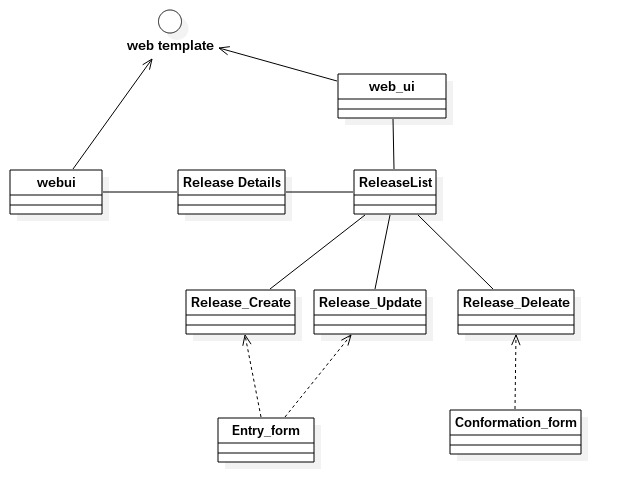 web template
web_ui
webui
Release Details
ReleaseList
Release_Create
Release_Update
Release_Deleate
Entry_form
Conformation_form